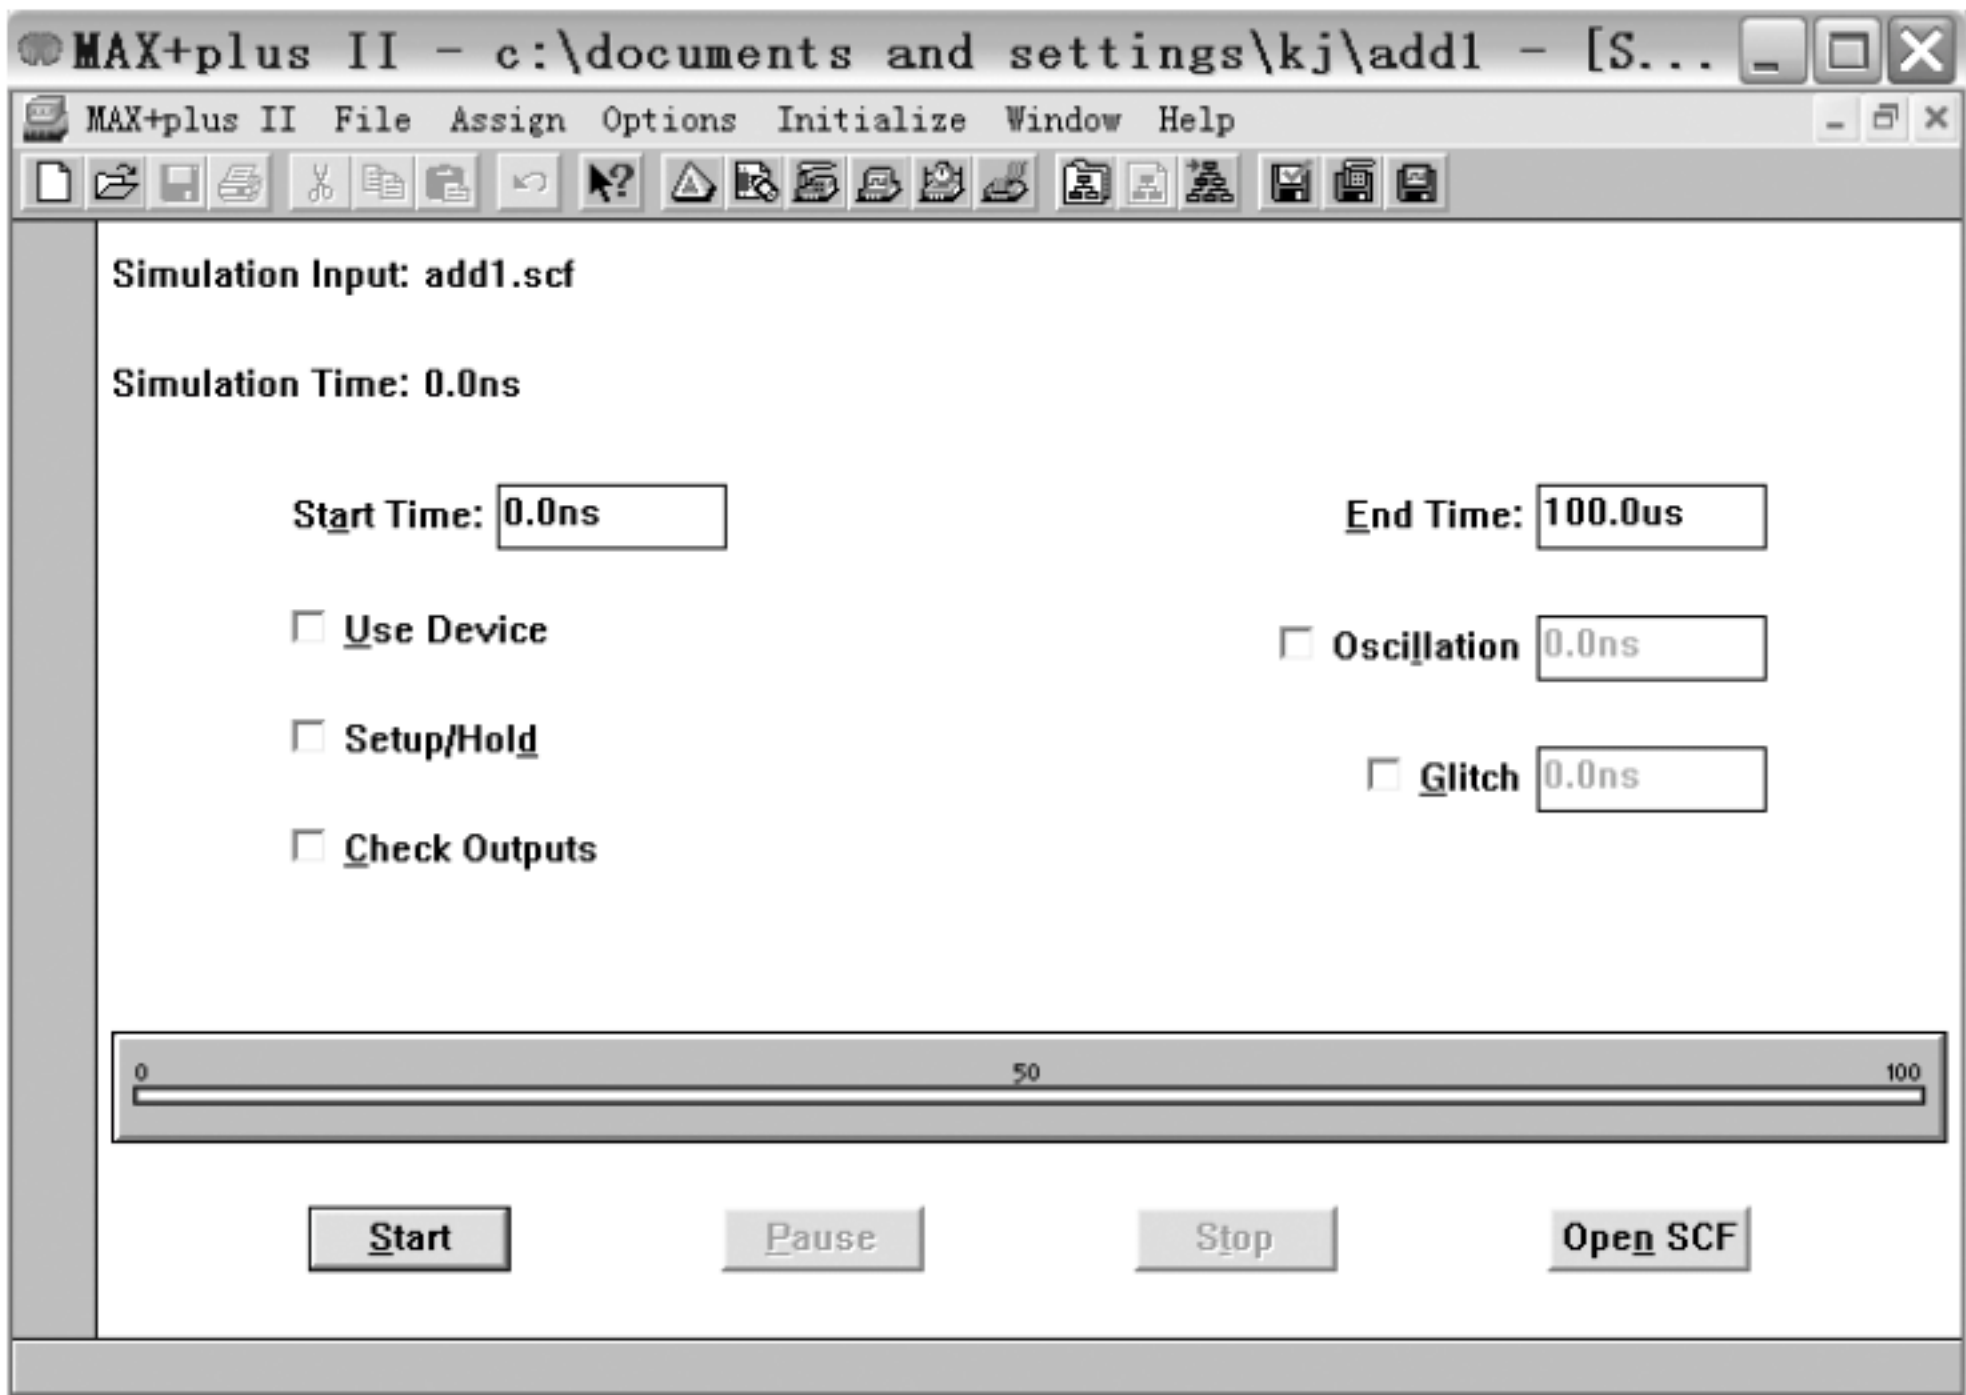 MAX+plus II - c:\documents and settings\kj\add1 - [S...
MAX+plus II File Assign Options Initialize Window Help
Simulation Input: add1.scf
Simulation Time: 0.0ns
Start Time: 0.0ns End Time: 100.0us
Use Device Oscillation 0.0ns
Setup/Hold Glitch 0.0ns
Check Outputs
0 50 100
Start Pause Stop Open SCF